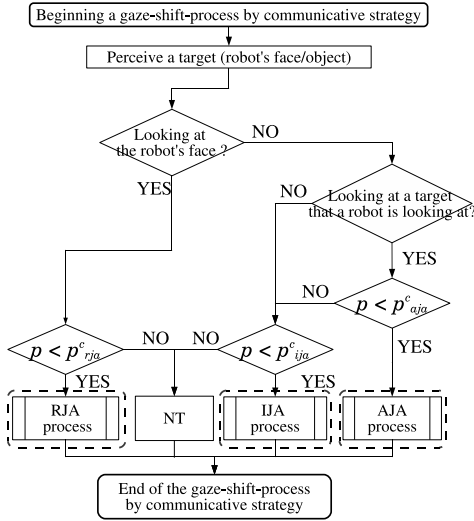 Beginning a gaze-shift-process by communicative strategy
Perceive a target (robot's face/object)
Looking at
the robot's face ?
NO
YES
Looking at a target
that a robot is looking at?
NO
YES
NO
p < p^c_aja
p < p^c_rja
NO
NO
p < p^c_ija
YES
YES
YES
RJA
process
NT
IJA
process
AJA
process
End of the gaze-shift-process
by communicative strategy